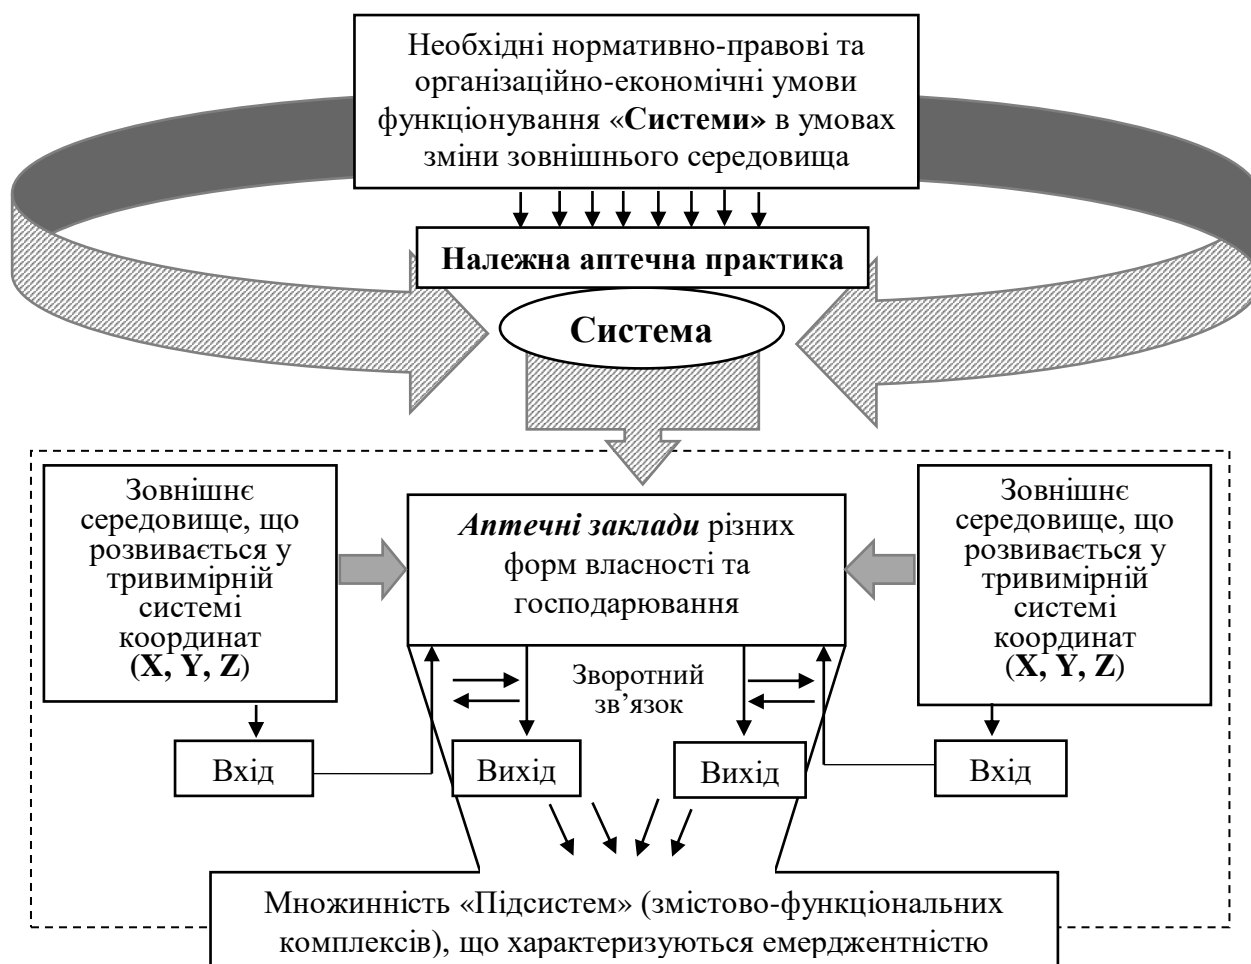 Необхідні нормативно-правові та
організаційно-економічні умови
функціонування «Системи» в умовах
зміни зовнішнього середовища
Належна аптечна практика
Система
Зовнішнє
середовище, що
розвивається у
тривимірній
системі
координат
(X, Y, Z)
Аптечні заклади різних
форм власності та
господарювання
Зовнішнє
середовище, що
розвивається у
тривимірній
системі
координат
(X, Y, Z)
Зворотний
зв’язок
Вхід
Вихід
Вихід
Вхід
Множинність «Підсистем» (змістово-функціональних
комплексів), що характеризуються емерджентністю